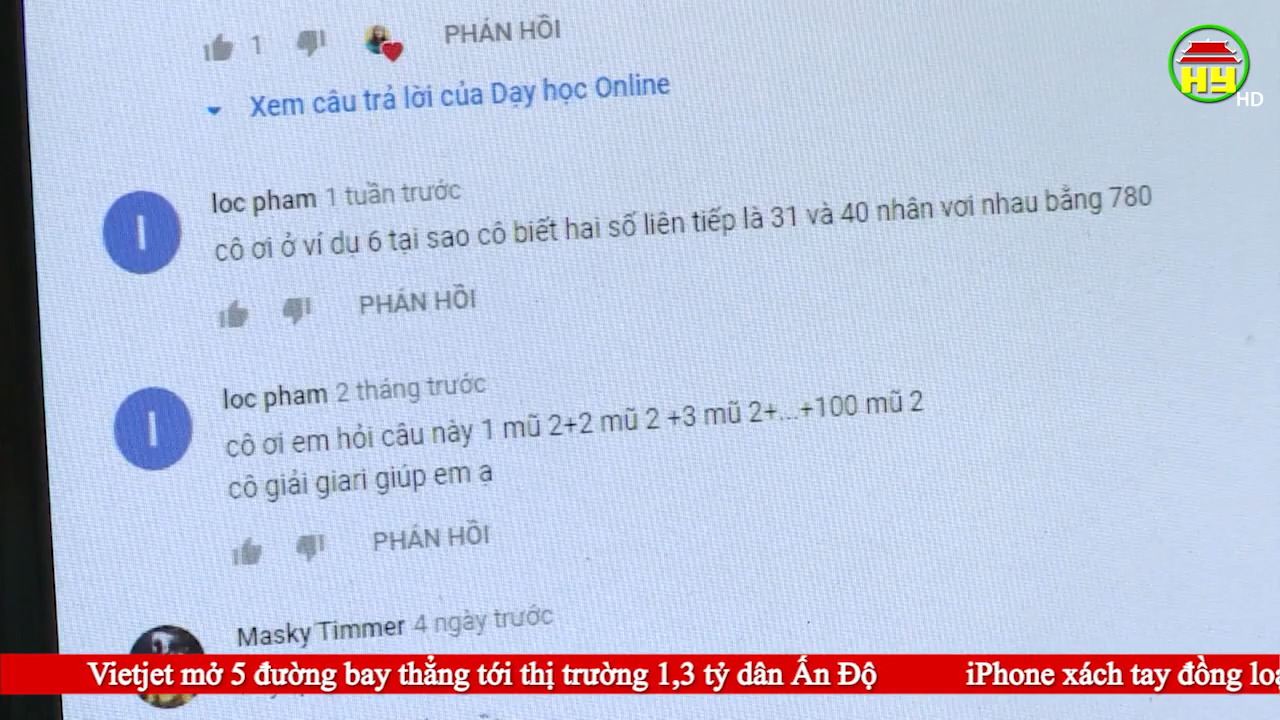 1 PHẢN HỒI
Xem câu trả lời của Dạy học Online
HY
HD
loc pham 1 tuần trước
cô ơi ở ví dụ 6 tại sao cô biết hai số liên tiếp là 31 và 40 nhân vơi nhau bằng 780
PHẢN HỒI
loc pham 2 tháng trước
cô ơi em hỏi câu này 1 mũ 2+2 mũ 2 +3 mũ 2+...+100 mũ 2
cô giải giari giúp em ạ
PHẢN HỒI
Masky Timmer 4 ngày trước
Vietjet mở 5 đường bay thẳng tới thị trường 1,3 tỷ dân Ấn Độ iPhone xách tay đồng